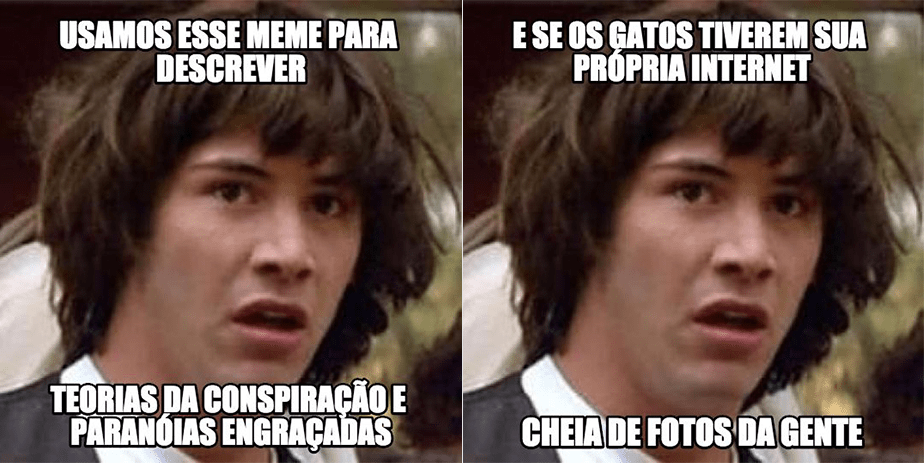 USAMOS ESSE MEME PARA
DESCREVER
TEORIAS DA CONSPIRAÇÃO E
PARANÓIAS ENGRAÇADAS
E SE OS GATOS TIVEREM SUA
PRÓPRIA INTERNET
CHEIA DE FOTOS DA GENTE